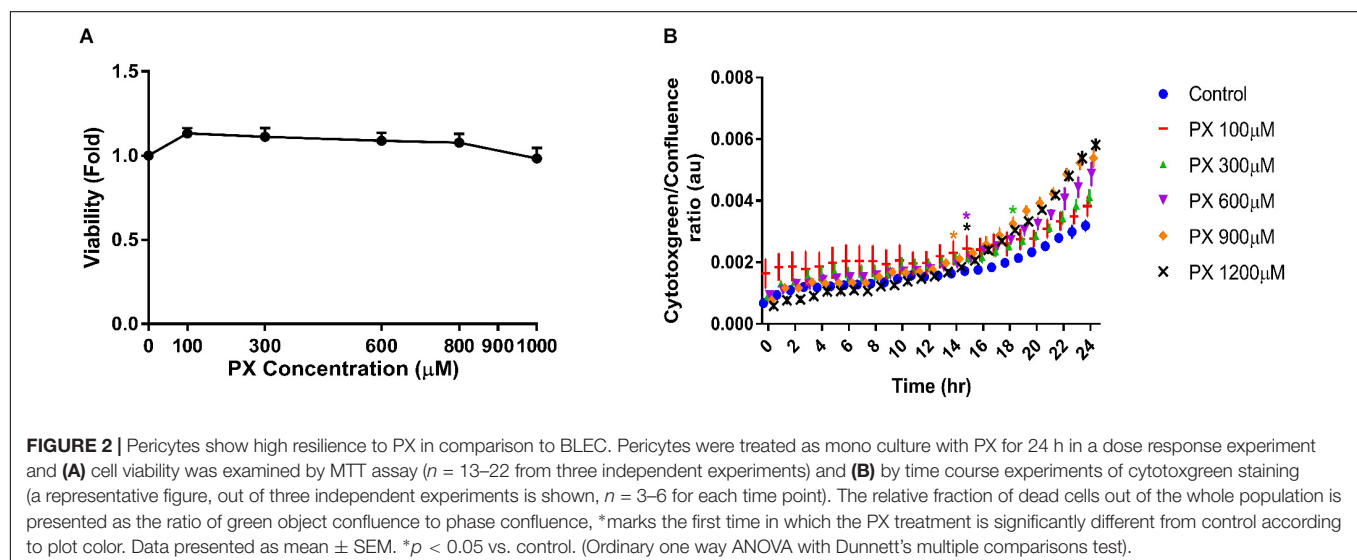 A
1.5
1.0
0.5
0.0
Viability (Fold)
0 100 300 600 800 900 1000
PX Concentration (μM)
B
0.008
0.006
0.004
0.002
0.000
Cytotoxgreen/Confluence
ratio (au)
* * * *
0 2 4 6 8 10 12 14 16 18 20 22 24
Time (hr)
Control
PX 100μM
PX 300μM
PX 600μM
PX 900μM
PX 1200μM
FIGURE 2 | Pericytes show high resilience to PX in comparison to BLEC. Pericytes were treated as mono culture with PX for 24 h in a dose response experiment
and (A) cell viability was examined by MTT assay (n = 13–22 from three independent experiments) and (B) by time course experiments of cytotoxgreen staining
(a representative figure, out of three independent experiments is shown, n = 3–6 for each time point). The relative fraction of dead cells out of the whole population is
presented as the ratio of green object confluence to phase confluence, *marks the first time in which the PX treatment is significantly different from control according
to plot color. Data presented as mean ± SEM. *p < 0.05 vs. control. (Ordinary one way ANOVA with Dunnett's multiple comparisons test).